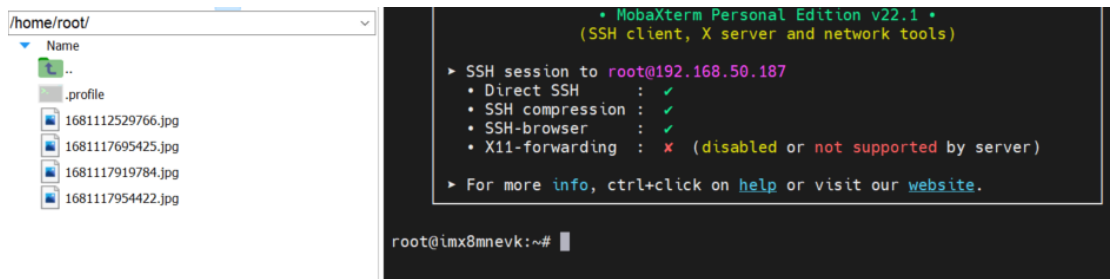 /home/root/
Name
..
.profile
1681112529766.jpg
1681117695425.jpg
1681117919784.jpg
1681117954422.jpg
• MobaXterm Personal Edition v22.1 •
(SSH client, X server and network tools)
➤ SSH session to root@192.168.50.187
• Direct SSH : ✔
• SSH compression : ✔
• SSH-browser : ✔
• X11-forwarding : ✘ (disabled or not supported by server)
➤ For more info, ctrl+click on help or visit our website.
root@imx8mnevk:~#